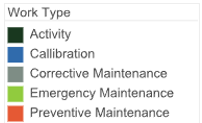 Work Type
Activity
Callibration
Corrective Maintenance
Emergency Maintenance
Preventive Maintenance